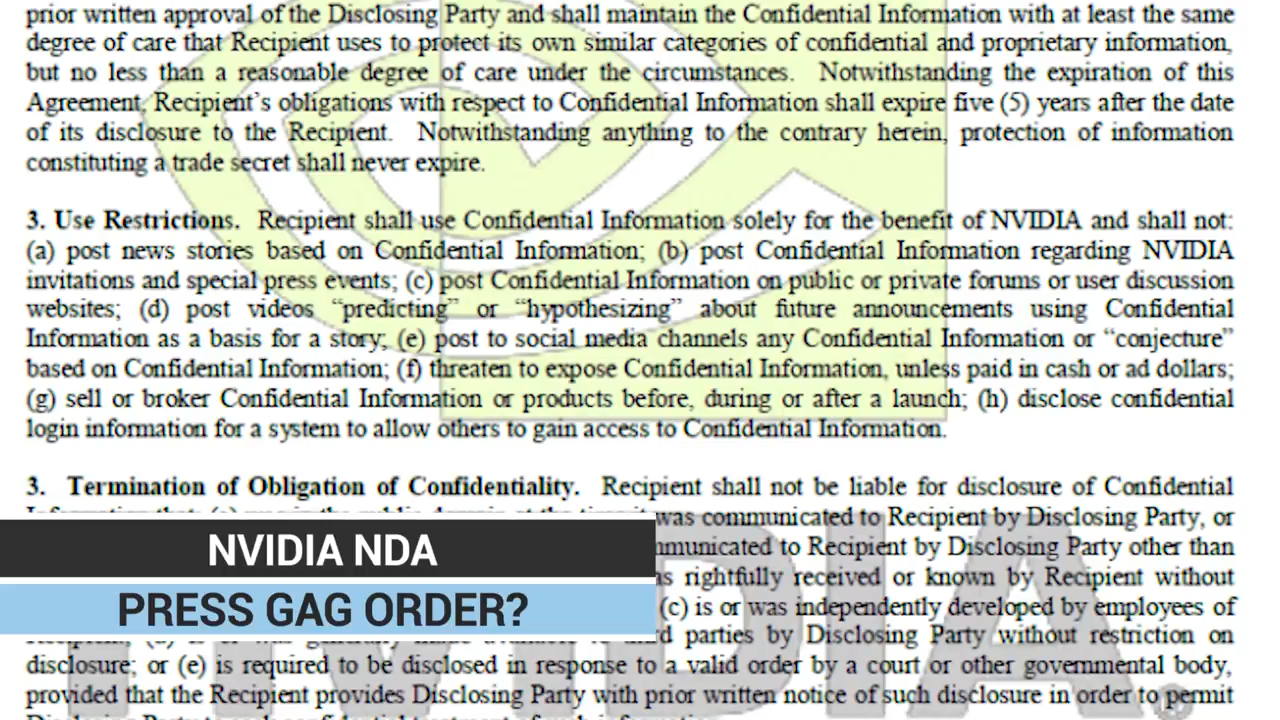 prior written approval of the Disclosing Party and shall maintain the Confidential Information with at least the same
degree of care that Recipient uses to protect its own similar categories of confidential and proprietary information,
but no less than a reasonable degree of care under the circumstances. Notwithstanding the expiration of this
Agreement, Recipient's obligations with respect to Confidential Information shall expire five (5) years after the date
of its disclosure to the Recipient. Notwithstanding anything to the contrary herein, protection of information
constituting a trade secret shall never expire.
3. Use Restrictions. Recipient shall use Confidential Information solely for the benefit of NVIDIA and shall not:
(a) post news stories based on Confidential Information; (b) post Confidential Information regarding NVIDIA
invitations and special press events; (c) post Confidential Information on public or private forums or user discussion
websites; (d) post videos "predicting" or "hypothesizing" about future announcements using Confidential
Information as a basis for a story; (e) post to social media channels any Confidential Information or "conjecture"
based on Confidential Information; (f) threaten to expose Confidential Information, unless paid in cash or ad dollars;
(g) sell or broker Confidential Information or products before, during or after a launch; (h) disclose confidential
login information for a system to allow others to gain access to Confidential Information.
3. Termination of Obligation of Confidentiality. Recipient shall not be liable for disclosure of Confidential
was communicated to Recipient by Disclosing Party, or
NVIDIA NDA
to Recipient by Disclosing Party other than
rightfully received or known by Recipient without
PRESS GAG ORDER?
(c) is or was independently developed by employees of
parties by Disclosing Party without restriction on
disclosure; or (e) is required to be disclosed in response to a valid order by a court or other governmental body,
provided that the Recipient provides Disclosing Party with prior written notice of such disclosure in order to permit
NVIDIA